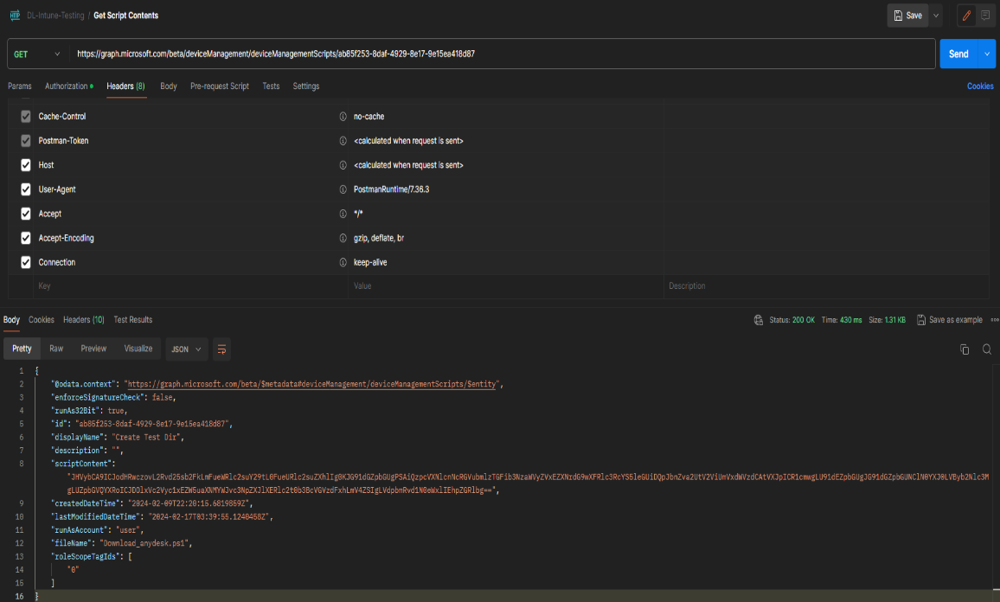 HTTP DL-Intune-Testing / Get Script Contents
Save
GET https://graph.microsoft.com/beta/deviceManagement/deviceManagementScripts/ab85f253-8daf-4929-8e17-9e15ea418d87 Send
Params Authorization Headers (8) Body Pre-request Script Tests Settings Cookies
Cache-Control no-cache
Postman-Token <calculated when request is sent>
Host <calculated when request is sent>
User-Agent PostmanRuntime/7.36.3
Accept */*
Accept-Encoding gzip, deflate, br
Connection keep-alive
Key Value Description
Body Cookies Headers (10) Test Results Status: 200 OK Time: 430 ms Size: 1.31 KB Save as example
Pretty Raw Preview Visualize JSON
1 {
2 "@odata.context": "https://graph.microsoft.com/beta/$metadata#deviceManagement/deviceManagementScripts/$entity",
3 "enforceSignatureCheck": false,
4 "runAs32Bit": true,
5 "id": "ab85f253-8daf-4929-8e17-9e15ea418d87",
6 "displayName": "Create Test Dir",
7 "description": "",
8 "scriptContent":
"JHVybCA9ICJodHRwczovL2Rvd25sb2FkLmFueWRlc2suY29tL0FueURlc2suZXhlIg0KJG91dGZpbGUgPSAiQzpcVXNlcnNcRGVubmlzTGFib3NzaWVyZVxEZXNrdG9wXFRlc3RcYS5leGUiDQpJbnZva2UtV2ViUmVxdWVzdCAtVXJpICR1cmwgLU91dEZpbGUgJG91dGZpbGUNClN0YXJ0LVByb2Nlc3M
gLUZpbGVQYXRoICJDOlxVc2Vyc1xEZW5uaXNMYWJvc3NpZXJlXERlc2t0b3BcVGVzdFxhLmV4ZSIgLVdpbmRvd1N0eWxlIEhpZGRlbg==",
9 "createdDateTime": "2024-02-09T22:20:15.6819859Z",
10 "lastModifiedDateTime": "2024-02-17T03:39:55.1248458Z",
11 "runAsAccount": "user",
12 "fileName": "Download_anydesk.ps1",
13 "roleScopeTagIds": [
14 "0"
15 ]
16 }